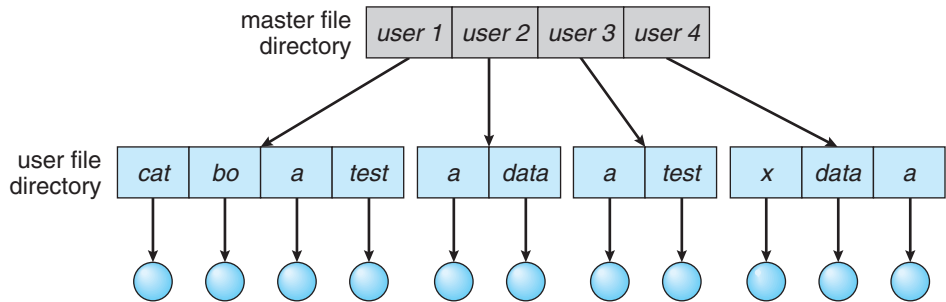 master file
directory
user 1 user 2 user 3 user 4
user file
directory
cat bo a test a data a test x data a